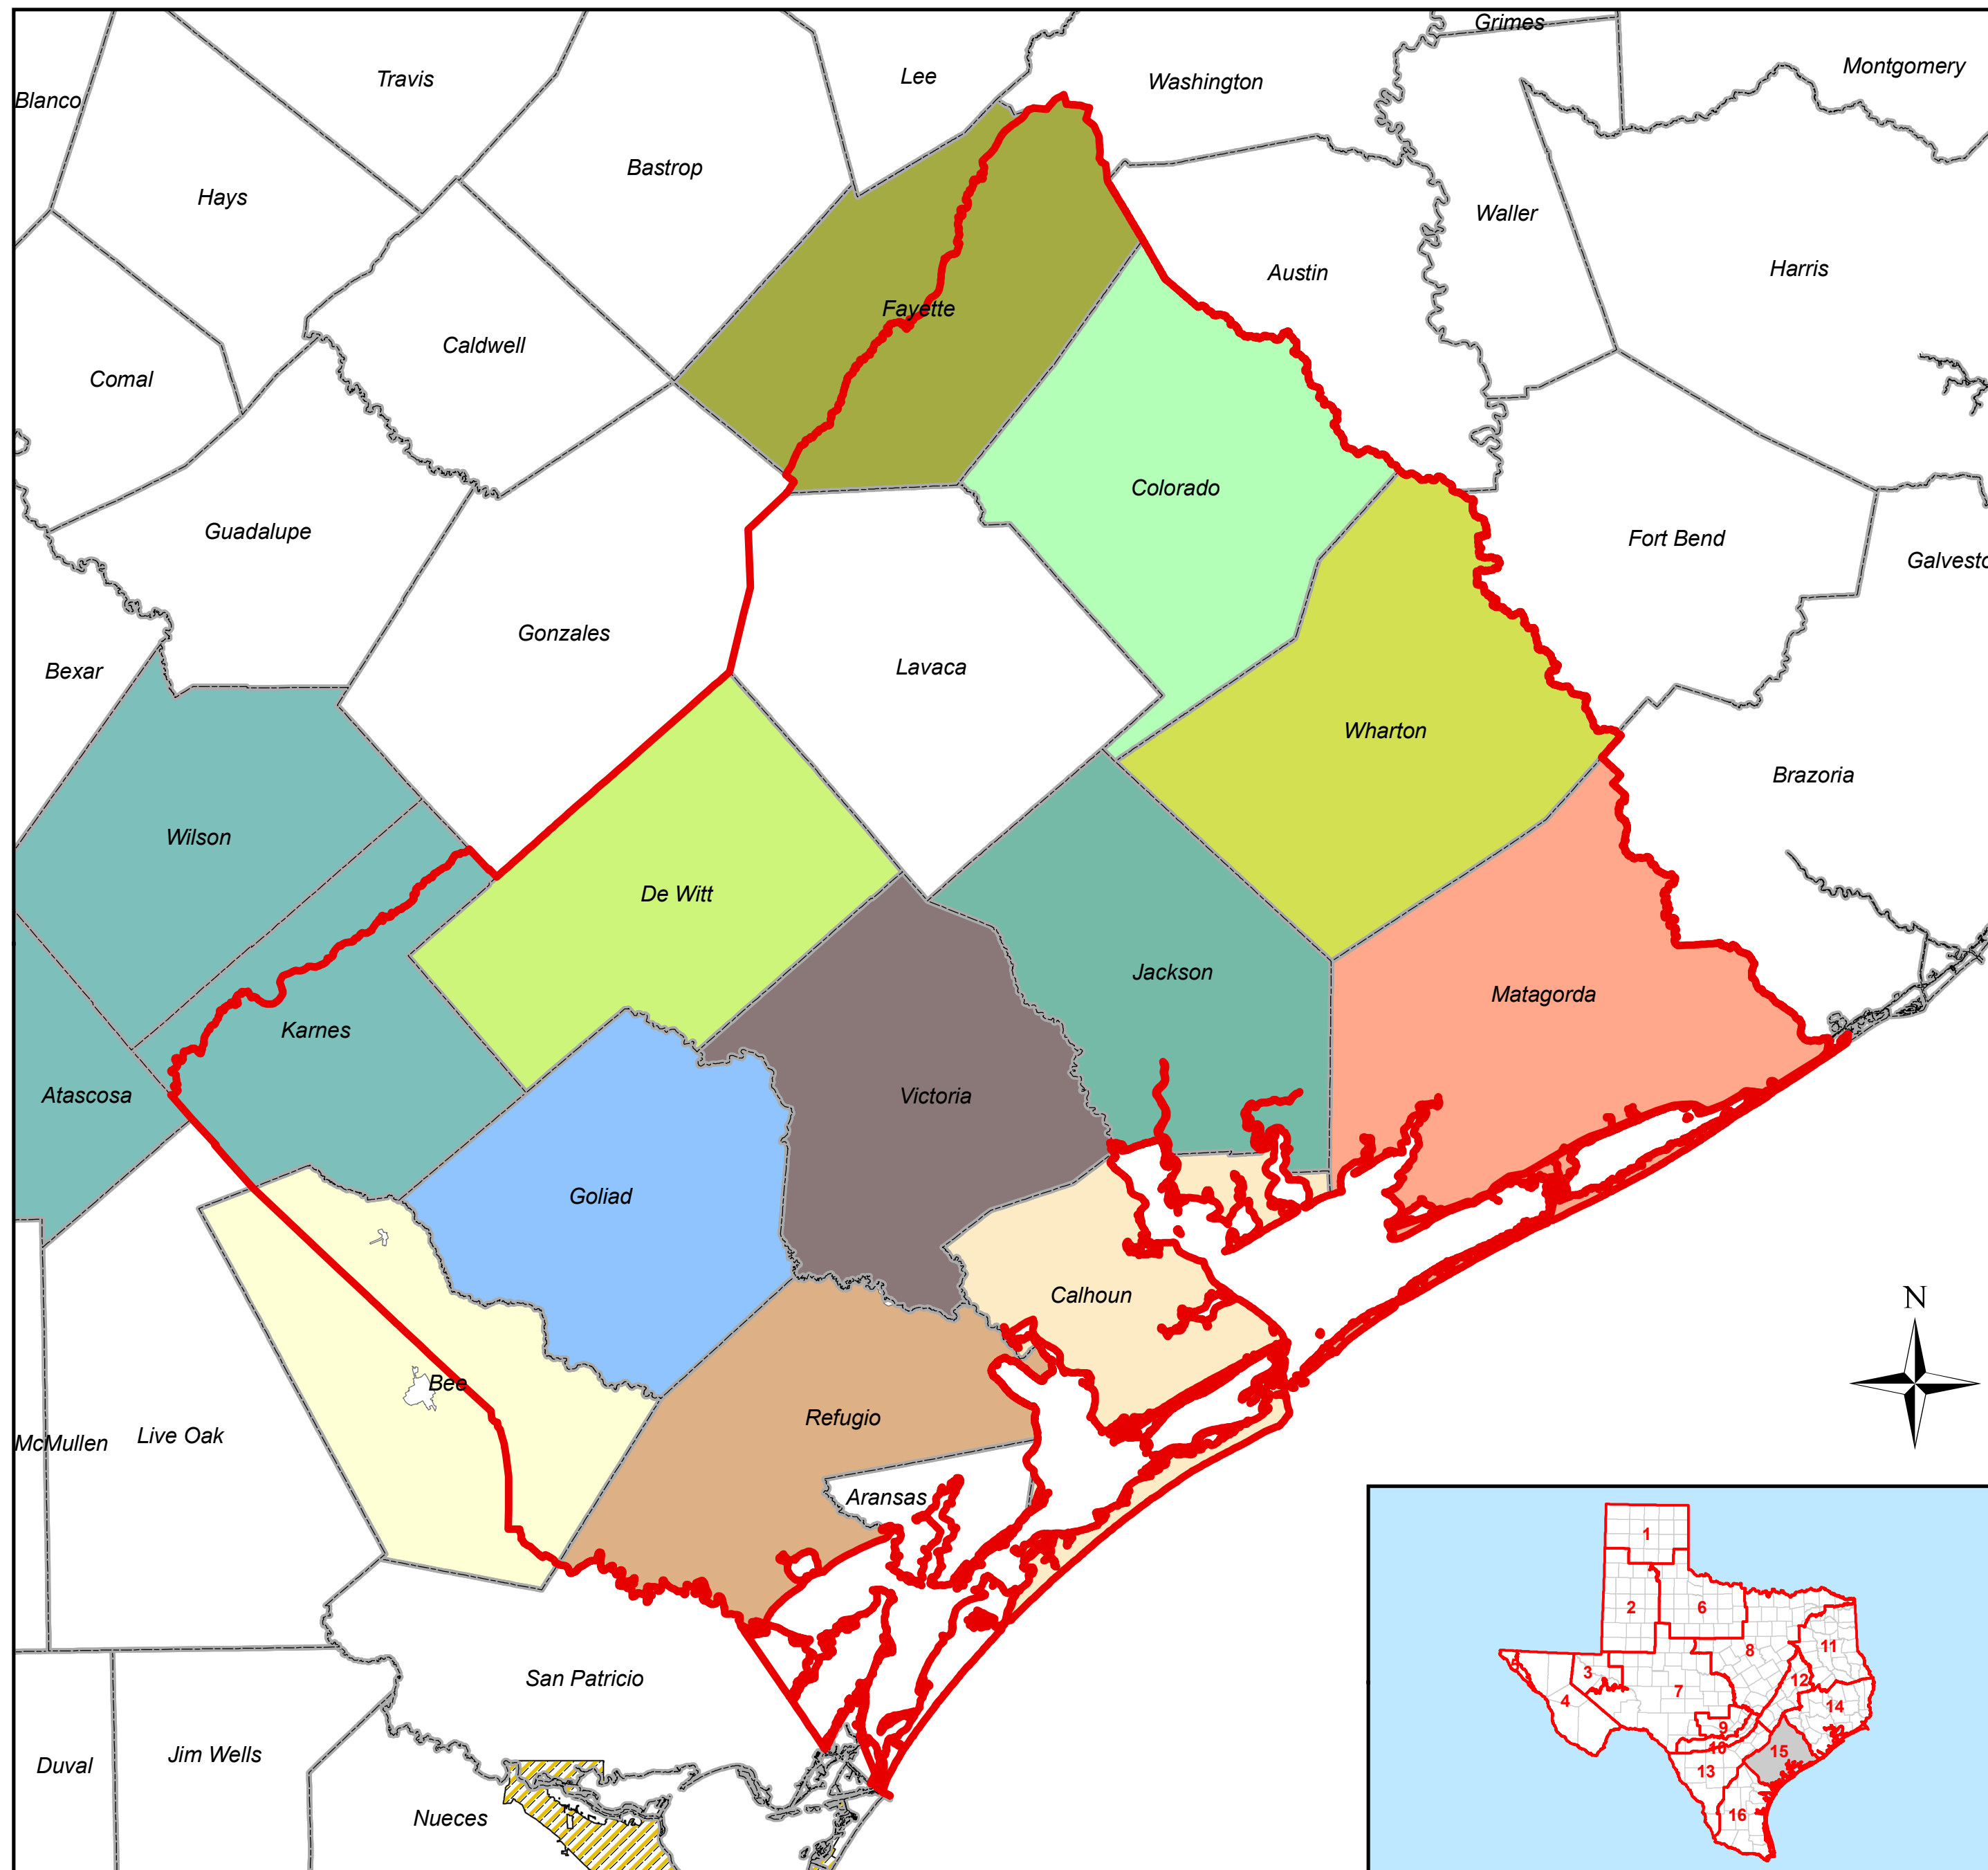 Grimes
Montgomery
Travis
Lee
Washington
Blanco
Bastrop
Hays
Waller
Austin
Harris
Fayette
Caldwell
Comal
Colorado
Guadalupe
Fort Bend
Galvesto
Gonzales
Lavaca
Bexar
Wharton
Brazoria
Wilson
De Witt
Jackson
Matagorda
Karnes
Atascosa
Victoria
Goliad
Calhoun
N
Bee
Refugio
Live Oak
McMullen
Aransas
San Patricio
Jim Wells
Duval
Nueces
1
2
6
8
11
5
3
12
7
4
14
9
10
15
13
16